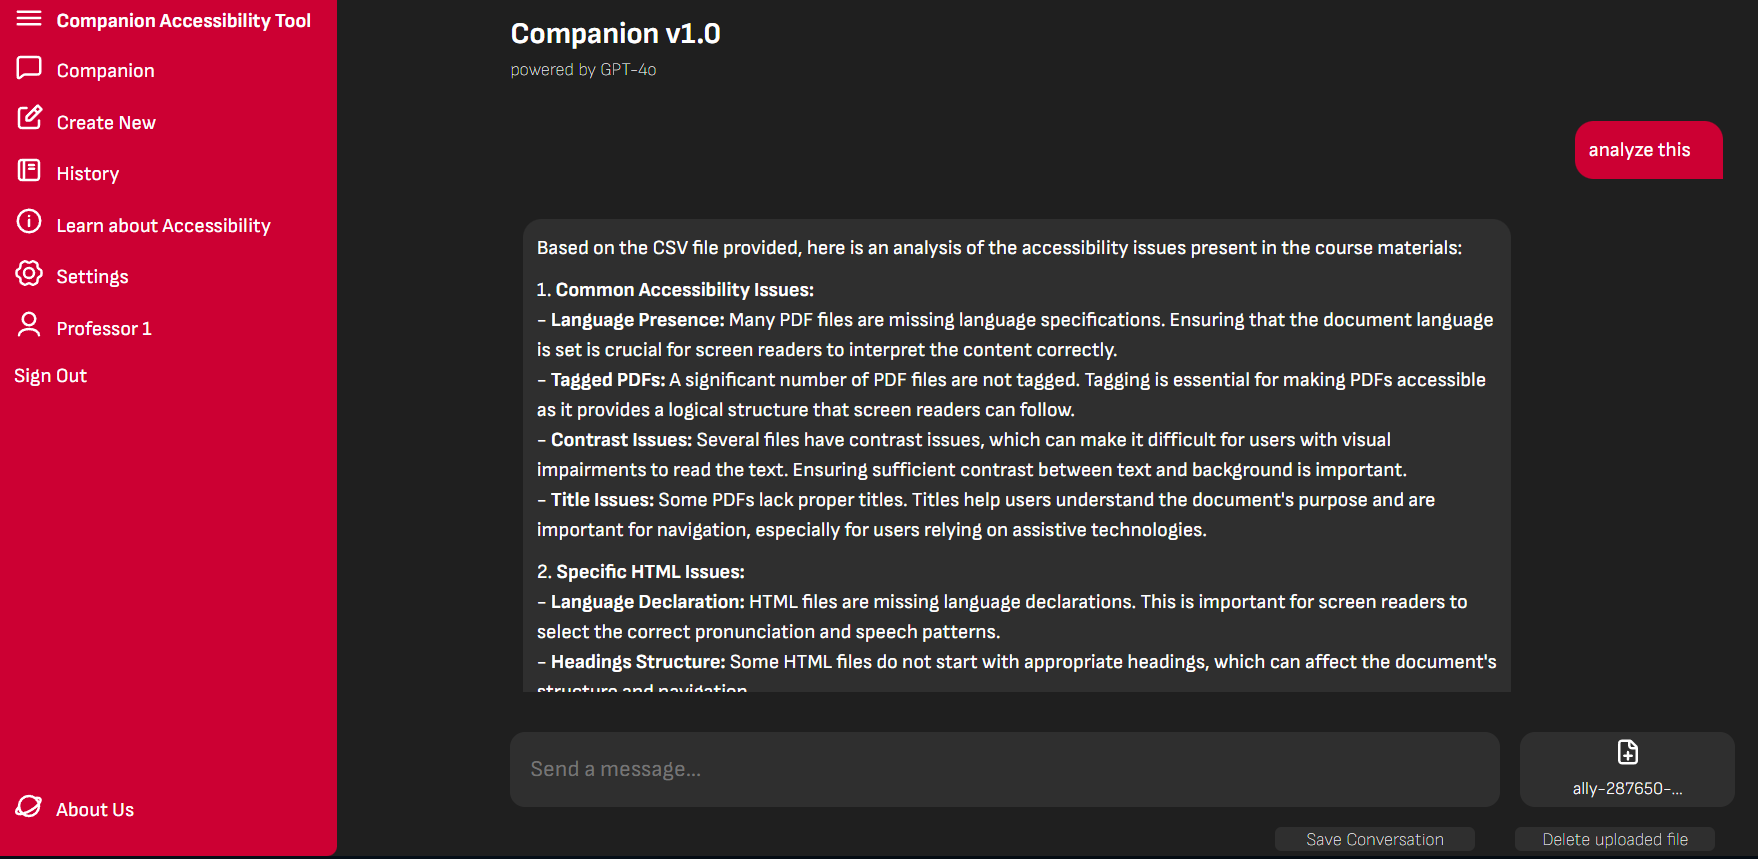 Companion Accessibility Tool
Companion
Create New
History
Learn about Accessibility
Settings
Professor 1
Sign Out
About Us
Companion v1.0
powered by GPT-4o
analyze this
Based on the CSV file provided, here is an analysis of the accessibility issues present in the course materials:
1. Common Accessibility Issues:
- Language Presence: Many PDF files are missing language specifications. Ensuring that the document language
is set is crucial for screen readers to interpret the content correctly.
- Tagged PDFs: A significant number of PDF files are not tagged. Tagging is essential for making PDFs accessible
as it provides a logical structure that screen readers can follow.
- Contrast Issues: Several files have contrast issues, which can make it difficult for users with visual
impairments to read the text. Ensuring sufficient contrast between text and background is important.
- Title Issues: Some PDFs lack proper titles. Titles help users understand the document's purpose and are
important for navigation, especially for users relying on assistive technologies.
2. Specific HTML Issues:
- Language Declaration: HTML files are missing language declarations. This is important for screen readers to
select the correct pronunciation and speech patterns.
- Headings Structure: Some HTML files do not start with appropriate headings, which can affect the document's
structure and navigation
Send a message...
ally-287650-...
Save Conversation
Delete uploaded file